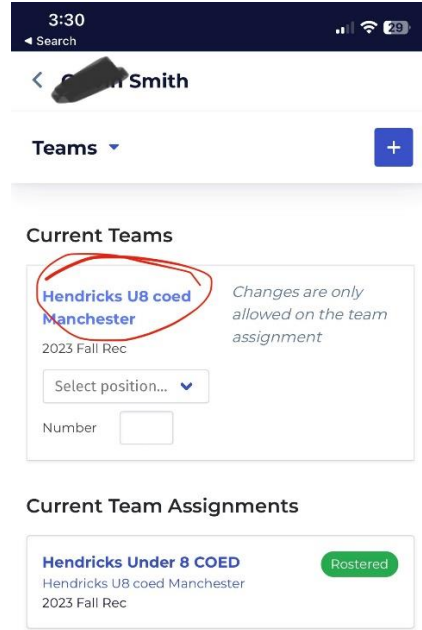 3:30
29
Search
Smith
Teams
Current Teams
Hendricks U8 coed
Manchester
2023 Fall Rec
Changes are only
allowed on the team
assignment
Select position...
Number
Current Team Assignments
Hendricks Under 8 COED
Rostered
Hendricks U8 coed Manchester
2023 Fall Rec